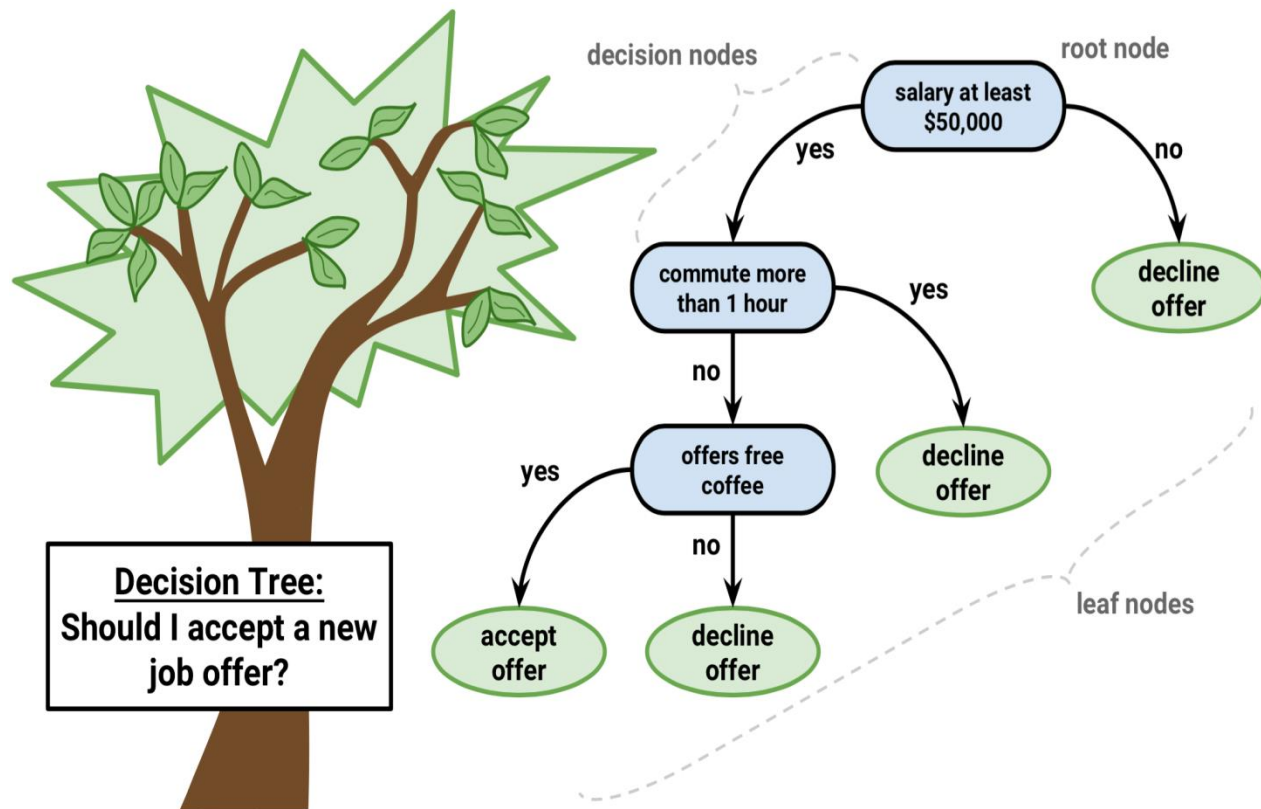 decision nodes
root node
salary at least
$50,000
yes
no
commute more
than 1 hour
yes
decline
offer
no
offers free
coffee
decline
offer
yes
no
leaf nodes
accept
offer
decline
offer
Decision Tree:
Should I accept a new
job offer?